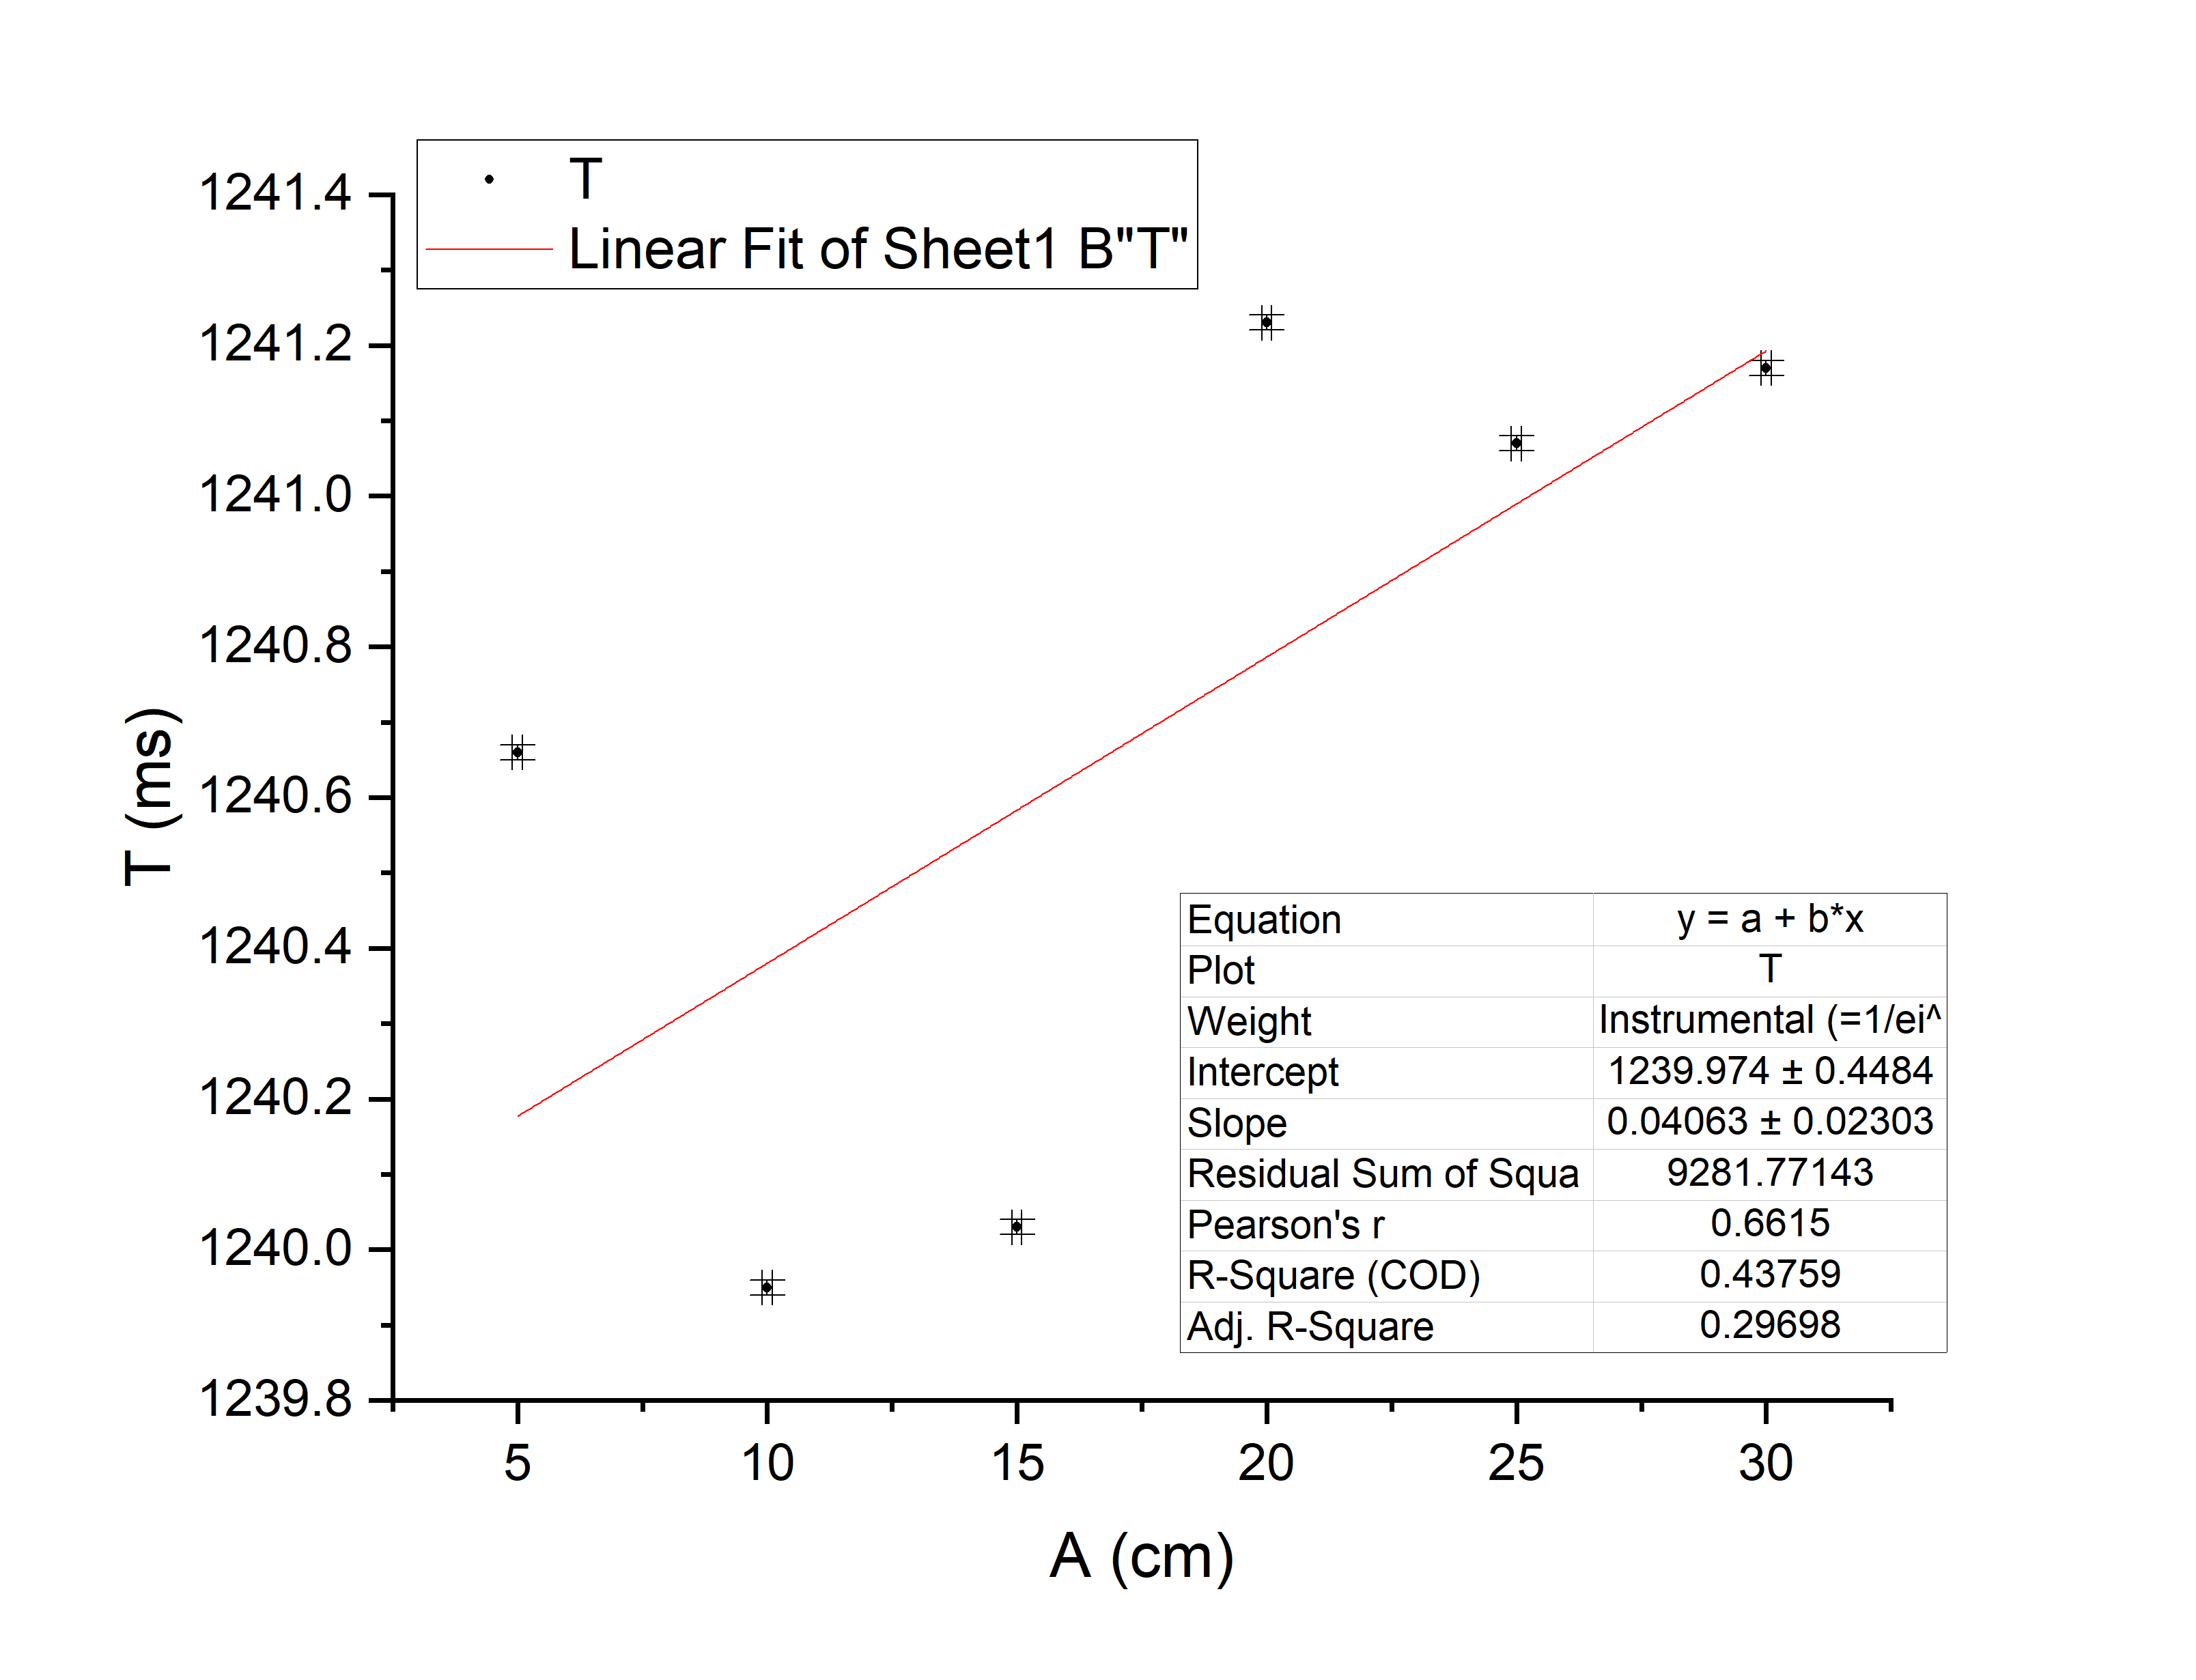 T
Linear Fit of Sheet1 B"T"
1241.4
1241.2
1241.0
1240.8
1240.6
1240.4
1240.2
1240.0
1239.8
T (ms)
Equation y = a + b*x
Plot T
Weight Instrumental (=1/ei^
Intercept 1239.974 ± 0.4484
Slope 0.04063 ± 0.02303
Residual Sum of Squa 9281.77143
Pearson's r 0.6615
R-Square (COD) 0.43759
Adj. R-Square 0.29698
5 10 15 20 25 30
A (cm)